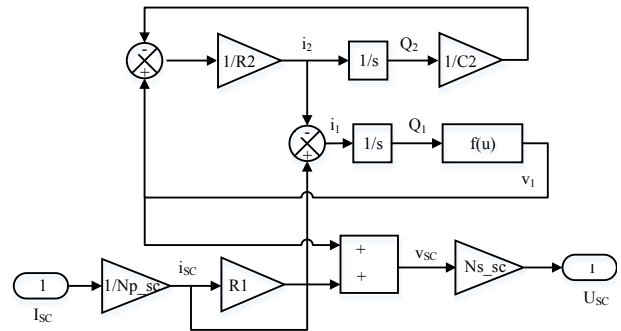 -
+
1/R2
i2
1/s
Q2
1/C2
-
+
i1
1/s
Q1
f(u)
v1
+
+
1
ISC
1/Np_sc
iSC
R1
vSC
Ns_sc
1
USC